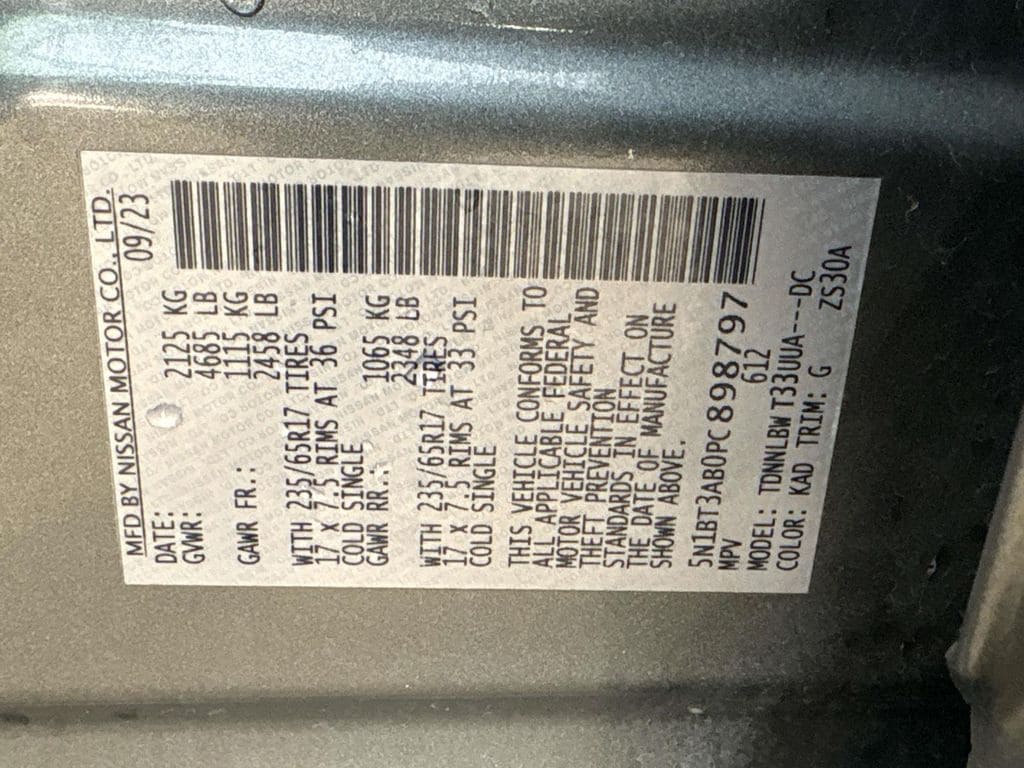 MFD BY NISSAN MOTOR CO., LTD.
DATE: 09/23
GVWR: 2125 KG
4685 LB
GAWR FR.: 1115 KG
2458 LB
WITH 235/65R17 TIRES
17 X 7.5 RIMS AT 36 PSI
COLD SINGLE
GAWR RR.: 1065 KG
2348 LB
WITH 235/65R17 TIRES
17 X 7.5 RIMS AT 33 PSI
COLD SINGLE
THIS VEHICLE CONFORMS TO
ALL APPLICABLE FEDERAL
MOTOR VEHICLE SAFETY AND
THEFT PREVENTION
STANDARDS IN EFFECT ON
THE DATE OF MANUFACTURE
SHOWN ABOVE.
5N1BT3AB0PC898797
MPV 612
MODEL: TDNNLBW T33UUA---DC
COLOR: KAD TRIM: G ZS30A